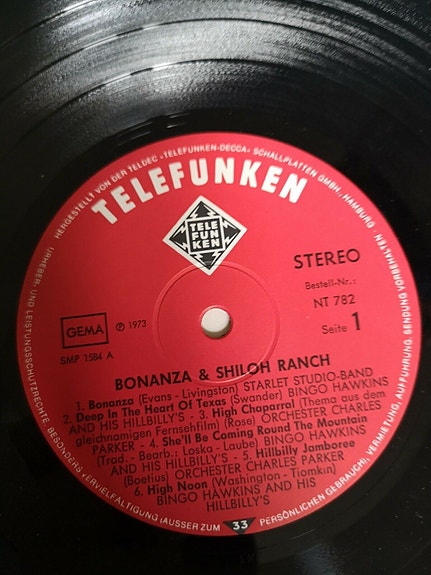 HERGESTELLT VON DER TELDEC »TELEFUNKEN-DECCA« SCHALLPLATTEN GMBH., HAMBURG
TELEFUNKEN
TELE
FUN
KEN
STEREO
Bestell-Nr.:
NT 782
Seite 1
GEMA
℗ 1973
SMP 1584 A
BONANZA & SHILOH RANCH
1. Bonanza (Evans - Livingston) STARLET STUDIO-BAND
2. Deep In The Heart Of Texas (Swander) BINGO HAWKINS
AND HIS HILLBILLY'S · 3. High Chaparral (Thema aus dem
gleichnamigen Fernsehfilm) (Rose) ORCHESTER CHARLES
PARKER - 4. She'll Be Coming Round The Mountain
(Trad. - Bearb.: Loska - Laube) BINGO HAWKINS
AND HIS HILLBILLY'S - 5. Hillbilly Jamboree
(Boetius) ORCHESTER CHARLES PARKER
6. High Noon (Washington - Tiomkin)
BINGO HAWKINS AND HIS
HILLBILLY'S
URHEBER- UND LEISTUNGSSCHUTZRECHTE, BESONDERS VERVIELFÄLTIGUNG (AUSSER ZUM
33
PERSÖNLICHEN GEBRAUCH), VERMIETUNG, AUFFÜHRUNG, SENDUNG VORBEHALTEN